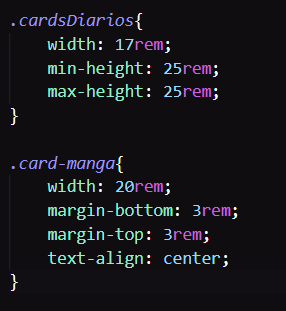 .cardsDiarios{
    width: 17rem;
    min-height: 25rem;
    max-height: 25rem;
}

.card-manga{
    width: 20rem;
    margin-bottom: 3rem;
    margin-top: 3rem;
    text-align: center;
}